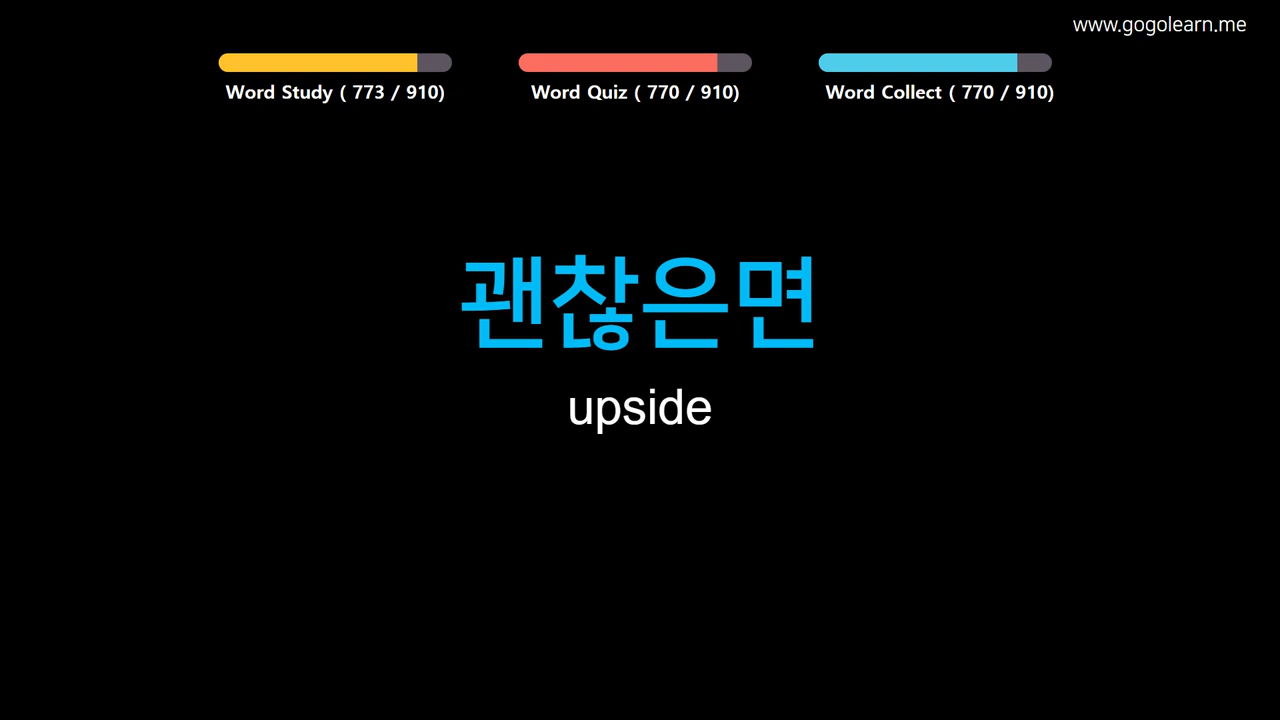 www.gogolearn.me
Word Study ( 773 / 910)
Word Quiz ( 770 / 910)
Word Collect ( 770 / 910)
괜찮은면
upside